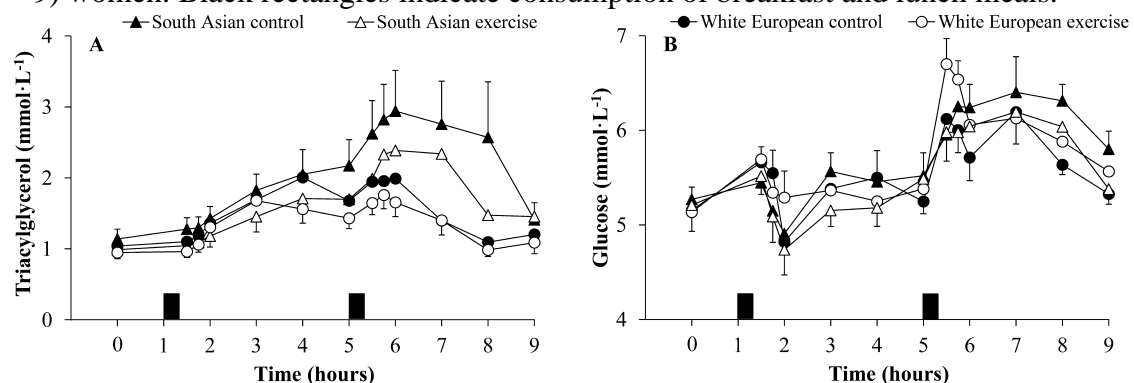 9) women. Black rectangles indicate consumption of breakfast and lunch meals.
South Asian control South Asian exercise White European control White European exercise
A
Triacylglycerol (mmol·L-1)
4
3
2
1
0
0 1 2 3 4 5 6 7 8 9
Time (hours)
B
Glucose (mmol·L-1)
7
6
5
4
0 1 2 3 4 5 6 7 8 9
Time (hours)